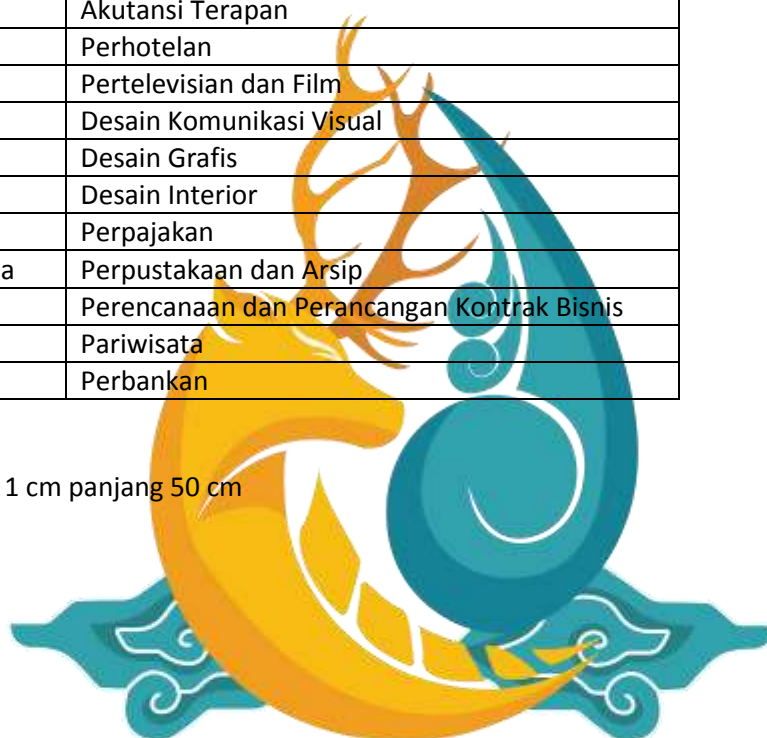 Akutansi Terapan
Perhotelan
Pertelevisian dan Film
Desain Komunikasi Visual
Desain Grafis
Desain Interior
Perpajakan
a Perpustakaan dan Arsip
Perencanaan dan Perancangan Kontrak Bisnis
Pariwisata
Perbankan
1 cm panjang 50 cm